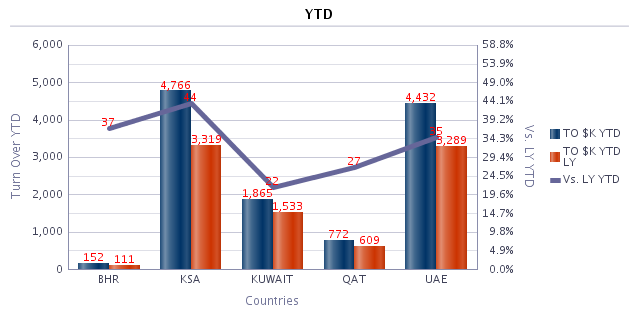 YTD
6,000
5,000
4,000
3,000
2,000
1,000
0
Turn Over YTD
37
152
111
4,766
44
3,319
22
1,865
1,533
27
772
609
4,432
35
3,289
BHR
KSA
KUWAIT
QAT
UAE
Countries
58.8%
53.9%
49.0%
44.1%
39.2%
34.3%
29.4%
24.5%
19.6%
14.7%
9.8%
4.9%
0.0%
Vs. LY YTD
TO $K YTD
TO $K YTD
LY
Vs. LY YTD